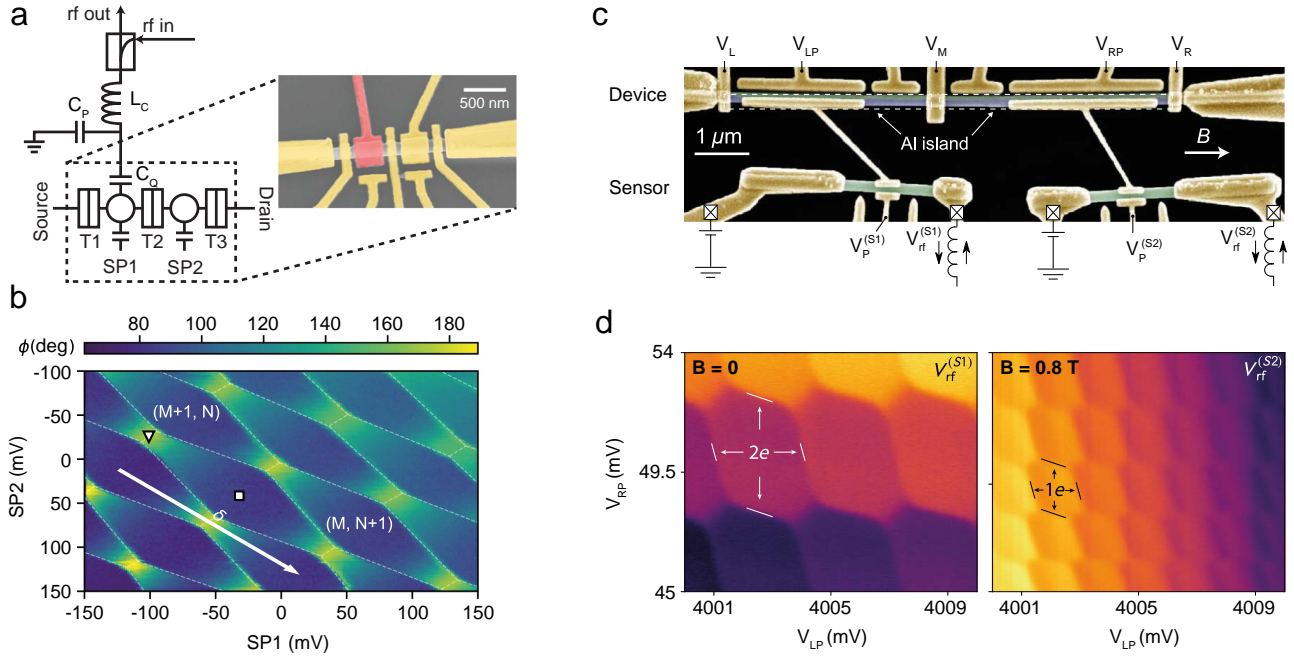 a
rf out
rf in
C_P
L_C
C_Q
Source
Drain
T1
T2
T3
SP1
SP2
500 nm
b
80
100
120
140
160
180
ϕ(deg)
-100
-50
0
50
100
150
SP2 (mV)
(M+1, N)
(M, N+1)
δ
-150
-100
-50
0
50
100
150
SP1 (mV)
c
V_L
V_LP
V_M
V_RP
V_R
Device
Al island
1 µm
B
Sensor
V_P^(S1)
V_rf^(S1)
V_P^(S2)
V_rf^(S2)
d
54
B = 0
V_rf^(S1)
2e
49.5
V_RP (mV)
45
4001
4005
4009
V_LP (mV)
B = 0.8 T
V_rf^(S2)
1e
4001
4005
4009
V_LP (mV)